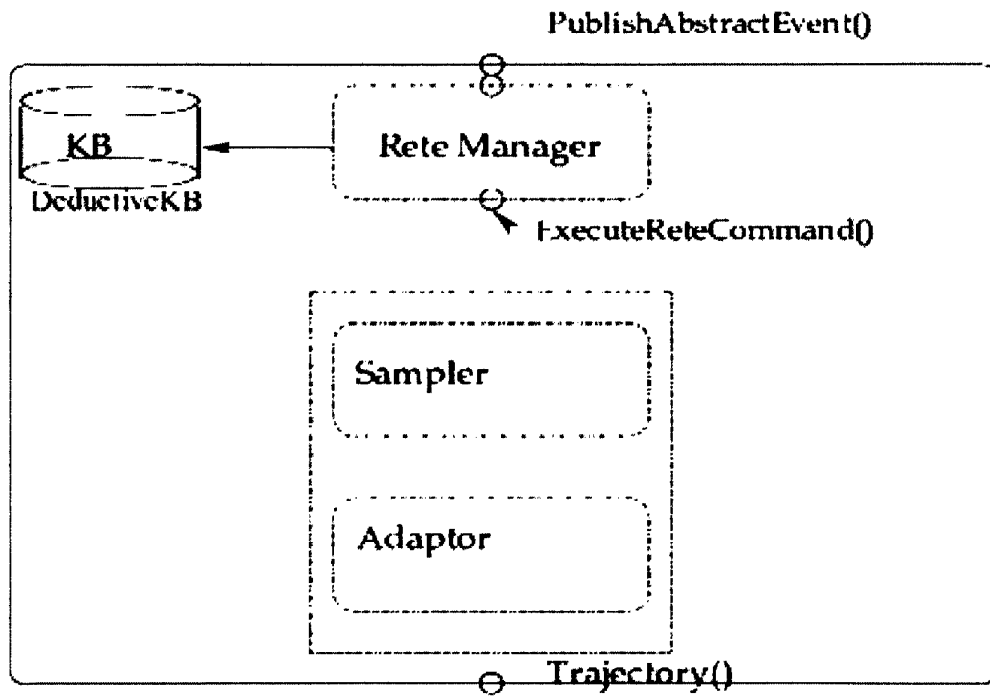 PublishAbstractEvent()
KB
Rete Manager
DeductiveKB
ExecuteReteCommand()
Sampler
Adaptor
Trajectory()